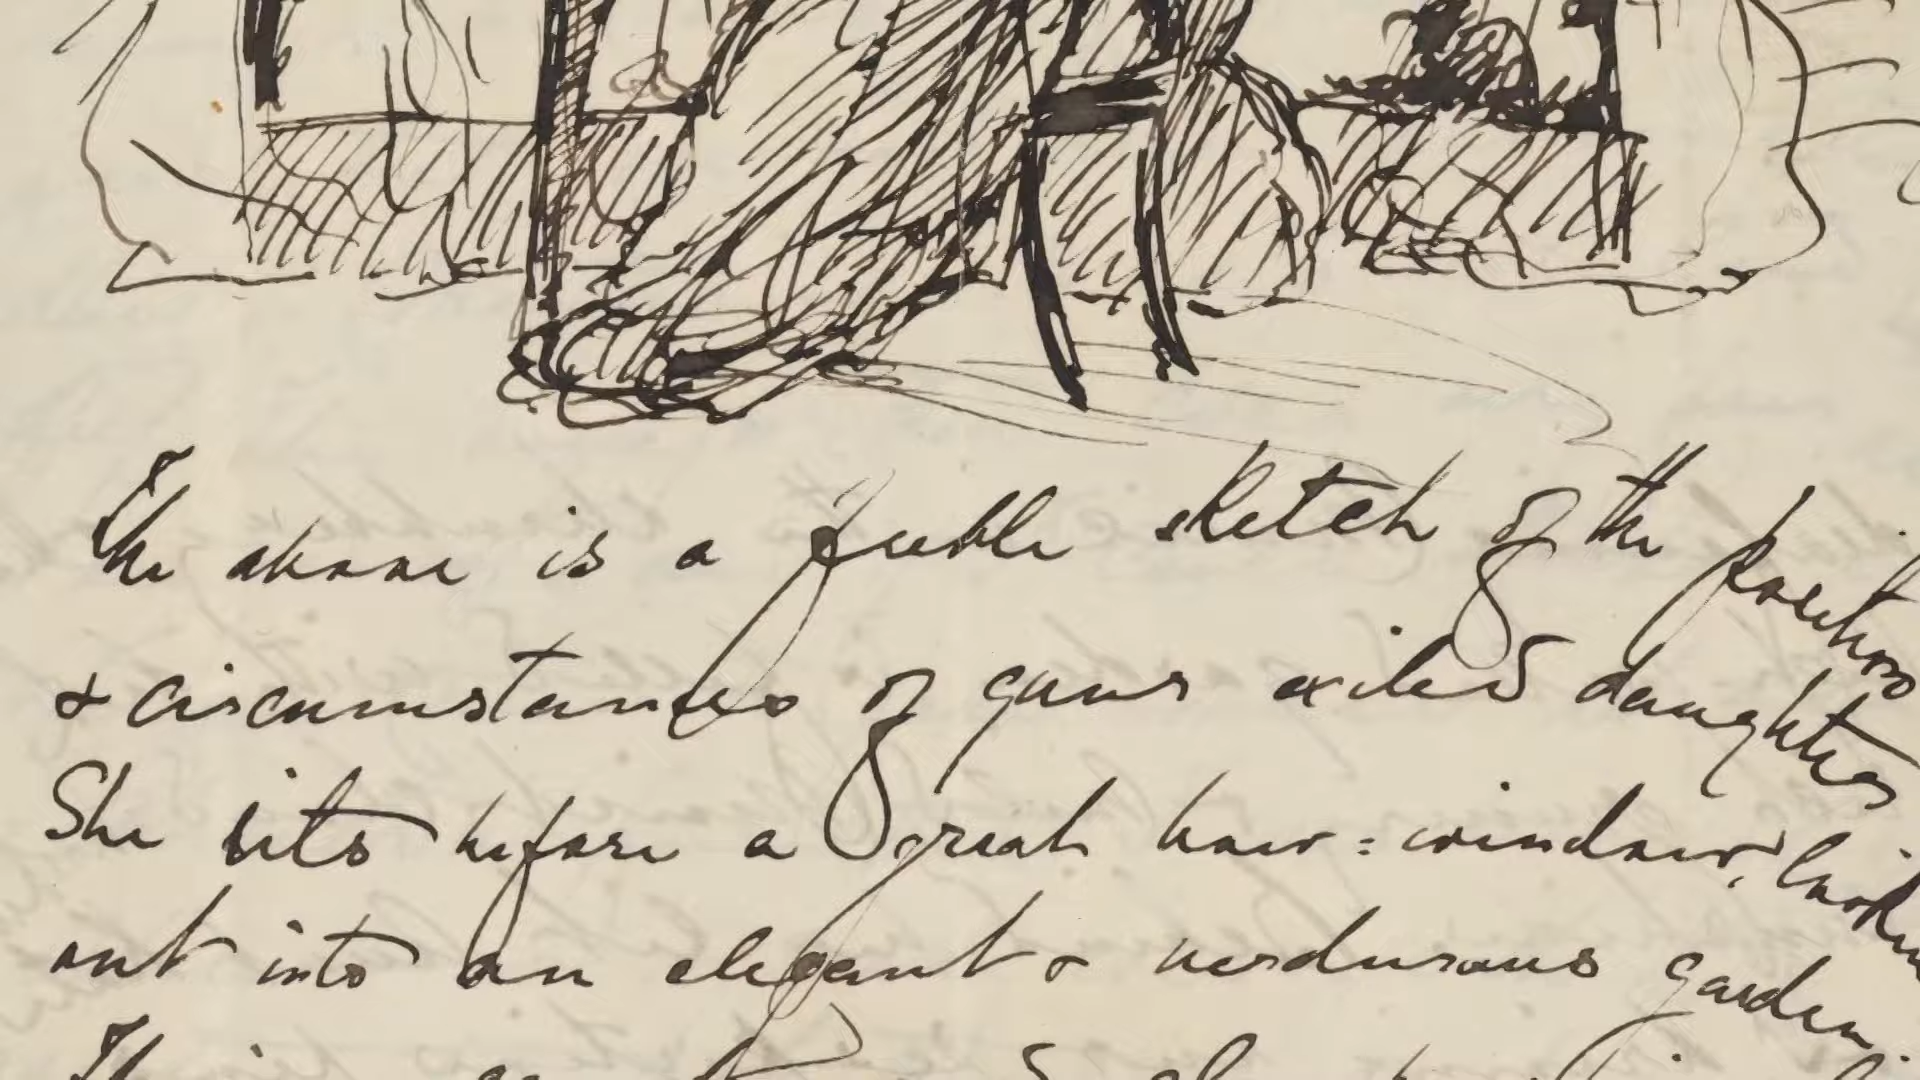 The above is a feeble sketch of the position
& circumstances of yours exiled daughter
She sits before a great bow=window, looking
out into an elegant & verdurous garden.